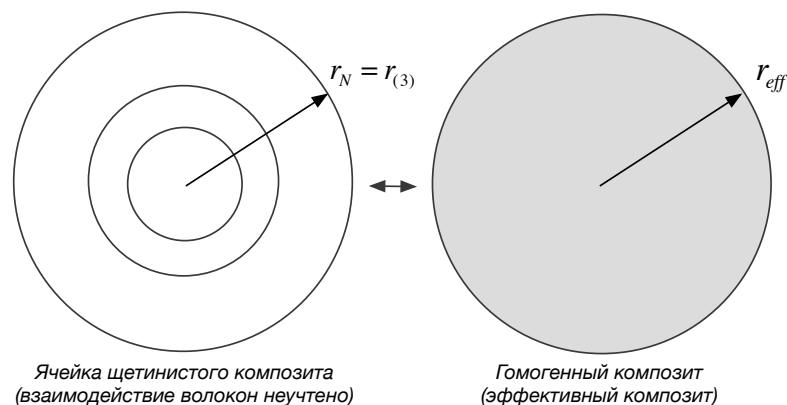 r_N = r_(3)
r_eff
Ячейка щетинистого композита
(взаимодействие волокон неучтено)
Гомогенный композит
(эффективный композит)